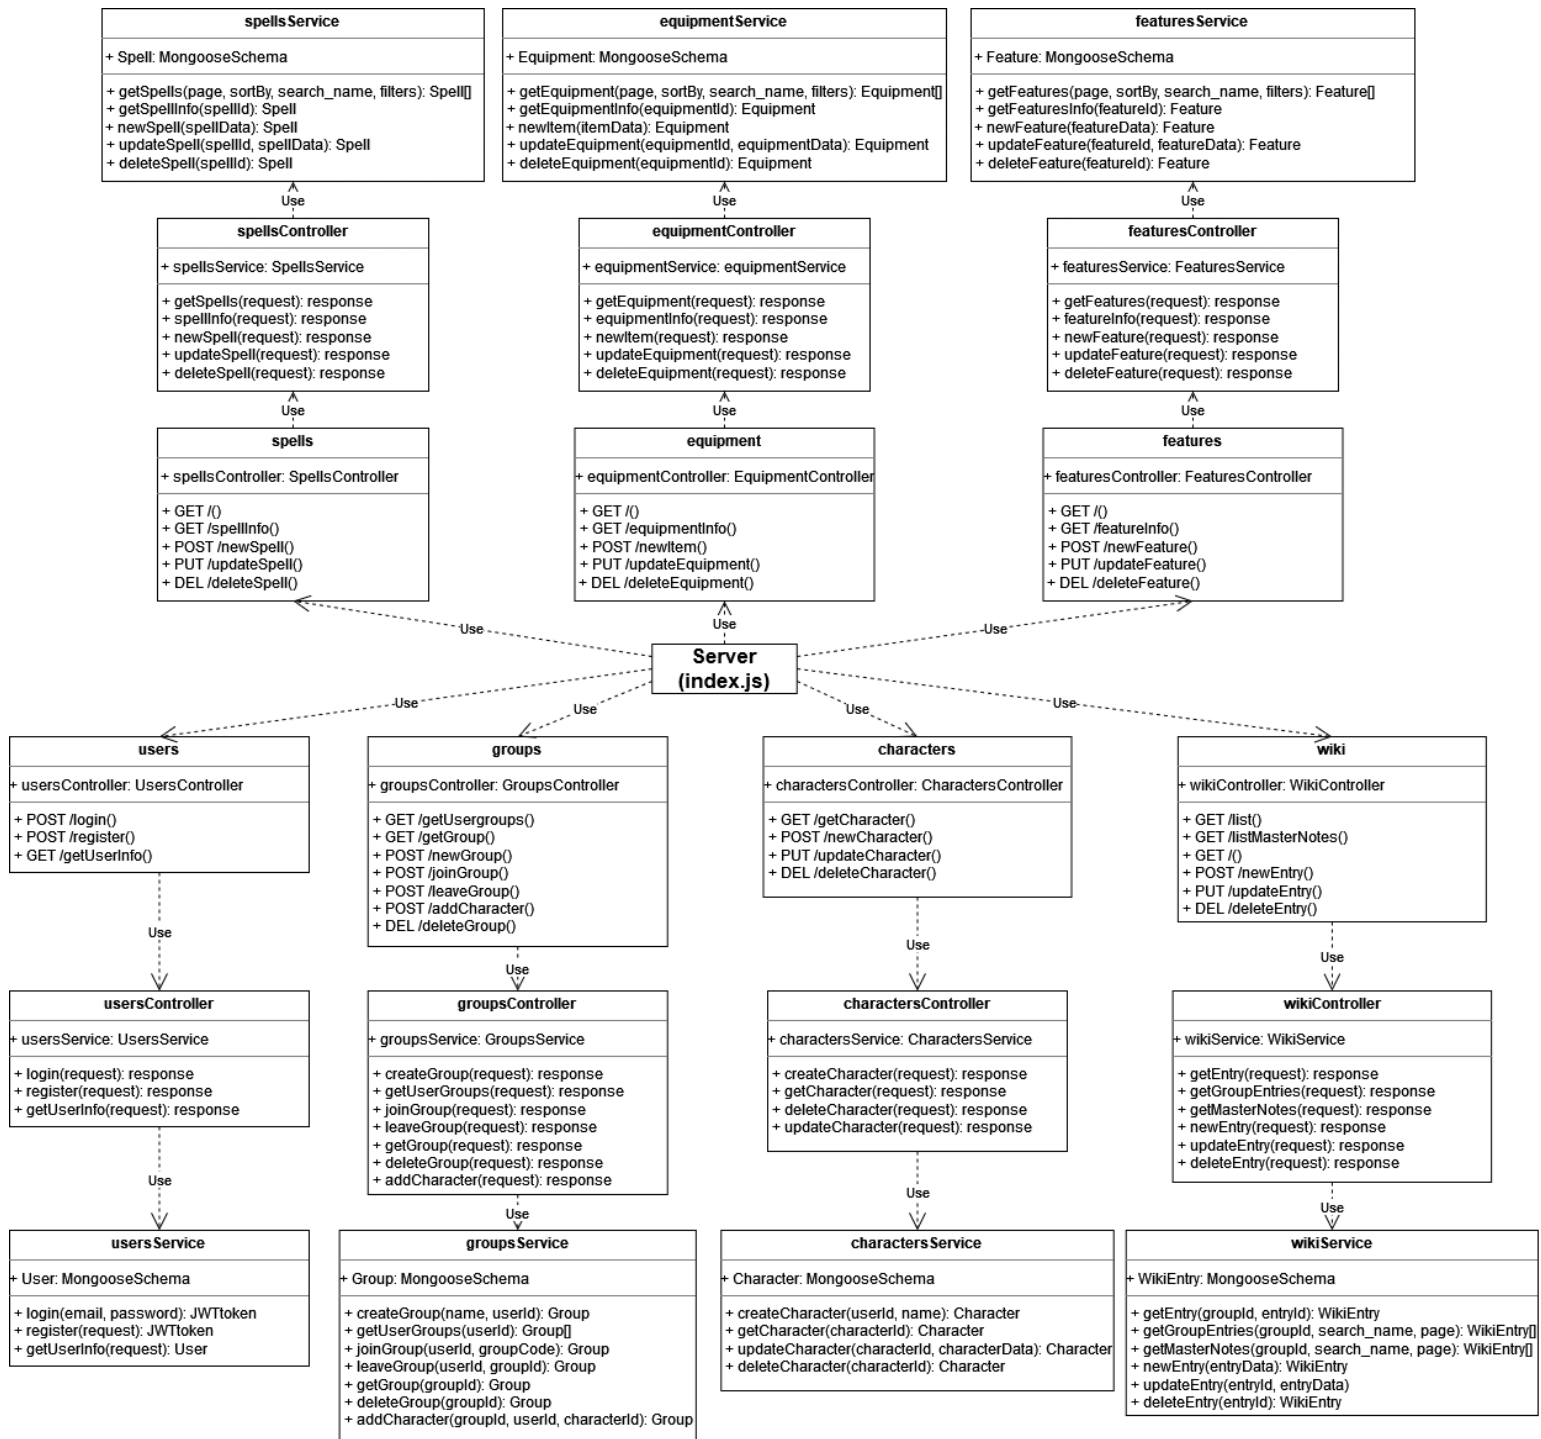 spellsService
+ Spell: MongooseSchema
+ getSpells(page, sortBy, search_name, filters): Spell[]
+ getSpellInfo(spellId): Spell
+ newSpell(spellData): Spell
+ updateSpell(spellId, spellData): Spell
+ deleteSpell(spellId): Spell
equipmentService
+ Equipment: MongooseSchema
+ getEquipment(page, sortBy, search_name, filters): Equipment[]
+ getEquipmentInfo(equipmentId): Equipment
+ newItem(itemData): Equipment
+ updateEquipment(equipmentId, equipmentData): Equipment
+ deleteEquipment(equipmentId): Equipment
featuresService
+ Feature: MongooseSchema
+ getFeatures(page, sortBy, search_name, filters): Feature[]
+ getFeaturesInfo(featureId): Feature
+ newFeature(featureData): Feature
+ updateFeature(featureId, featureData): Feature
+ deleteFeature(featureId): Feature
Use
Use
Use
spellsController
+ spellsService: SpellsService
+ getSpells(request): response
+ spellInfo(request): response
+ newSpell(request): response
+ updateSpell(request): response
+ deleteSpell(request): response
equipmentController
+ equipmentService: equipmentService
+ getEquipment(request): response
+ equipmentInfo(request): response
+ newItem(request): response
+ updateEquipment(request): response
+ deleteEquipment(request): response
featuresController
+ featuresService: FeaturesService
+ getFeatures(request): response
+ featureInfo(request): response
+ newFeature(request): response
+ updateFeature(request): response
+ deleteFeature(request): response
Use
Use
Use
spells
+ spellsController: SpellsController
+ GET /()
+ GET /spellInfo()
+ POST /newSpell()
+ PUT /updateSpell()
+ DEL /deleteSpell()
equipment
+ equipmentController: EquipmentController
+ GET /()
+ GET /equipmentInfo()
+ POST /newItem()
+ PUT /updateEquipment()
+ DEL /deleteEquipment()
features
+ featuresController: FeaturesController
+ GET /()
+ GET /featureInfo()
+ POST /newFeature()
+ PUT /updateFeature()
+ DEL /deleteFeature()
Use
Use
Use
Server
(index.js)
Use
Use
Use
Use
users
+ usersController: UsersController
+ POST /login()
+ POST /register()
+ GET /getUserInfo()
groups
+ groupsController: GroupsController
+ GET /getUsergroups()
+ GET /getGroup()
+ POST /newGroup()
+ POST /joinGroup()
+ POST /leaveGroup()
+ POST /addCharacter()
+ DEL /deleteGroup()
characters
+ charactersController: CharactersController
+ GET /getCharacter()
+ POST /newCharacter()
+ PUT /updateCharacter()
+ DEL /deleteCharacter()
wiki
+ wikiController: WikiController
+ GET /list()
+ GET /listMasterNotes()
+ GET /()
+ POST /newEntry()
+ PUT /updateEntry()
+ DEL /deleteEntry()
Use
Use
Use
Use
usersController
+ usersService: UsersService
+ login(request): response
+ register(request): response
+ getUserInfo(request): response
groupsController
+ groupsService: GroupsService
+ createGroup(request): response
+ getUserGroups(request): response
+ joinGroup(request): response
+ leaveGroup(request): response
+ getGroup(request): response
+ deleteGroup(request): response
+ addCharacter(request): response
charactersController
+ charactersService: CharactersService
+ createCharacter(request): response
+ getCharacter(request): response
+ deleteCharacter(request): response
+ updateCharacter(request): response
wikiController
+ wikiService: WikiService
+ getEntry(request): response
+ getGroupEntries(request): response
+ getMasterNotes(request): response
+ newEntry(request): response
+ updateEntry(request): response
+ deleteEntry(request): response
Use
Use
Use
Use
usersService
+ User: MongooseSchema
+ login(email, password): JWTtoken
+ register(request): JWTtoken
+ getUserInfo(request): User
groupsService
+ Group: MongooseSchema
+ createGroup(name, userId): Group
+ getUserGroups(userId): Group[]
+ joinGroup(userId, groupCode): Group
+ leaveGroup(userId, groupId): Group
+ getGroup(groupId): Group
+ deleteGroup(groupId): Group
+ addCharacter(groupId, userId, characterId): Group
charactersService
+ Character: MongooseSchema
+ createCharacter(userId, name): Character
+ getCharacter(characterId): Character
+ updateCharacter(characterId, characterData): Character
+ deleteCharacter(characterId): Character
wikiService
+ WikiEntry: MongooseSchema
+ getEntry(groupId, entryId): WikiEntry
+ getGroupEntries(groupId, search_name, page): WikiEntry[]
+ getMasterNotes(groupId, search_name, page): WikiEntry[]
+ newEntry(entryData): WikiEntry
+ updateEntry(entryId, entryData)
+ deleteEntry(entryId): WikiEntry